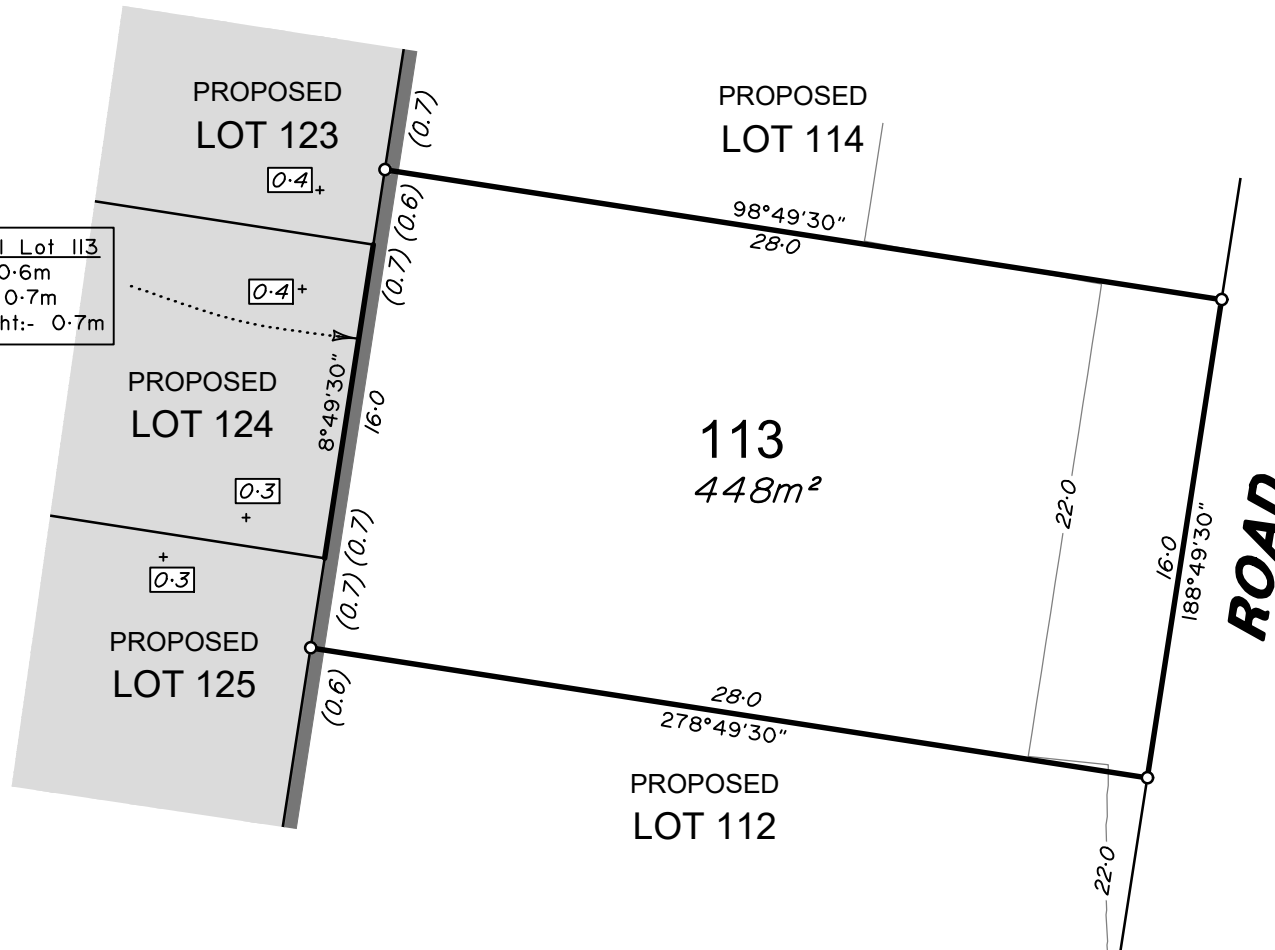 PROPOSED
LOT 123
0·4
(0.7)
PROPOSED
LOT 114
98°49'30"
28·0
(0.6)
(0.7)
Lot 113
0·6m
0·7m
ht:- 0·7m
0·4
8°49'30"
16·0
PROPOSED
LOT 124
0·3
113
448m²
22·0
16·0
188°49'30"
ROAD
(0.7)
(0.7)
0·3
PROPOSED
LOT 125
(0.6)
28·0
278°49'30"
PROPOSED
LOT 112
22·0